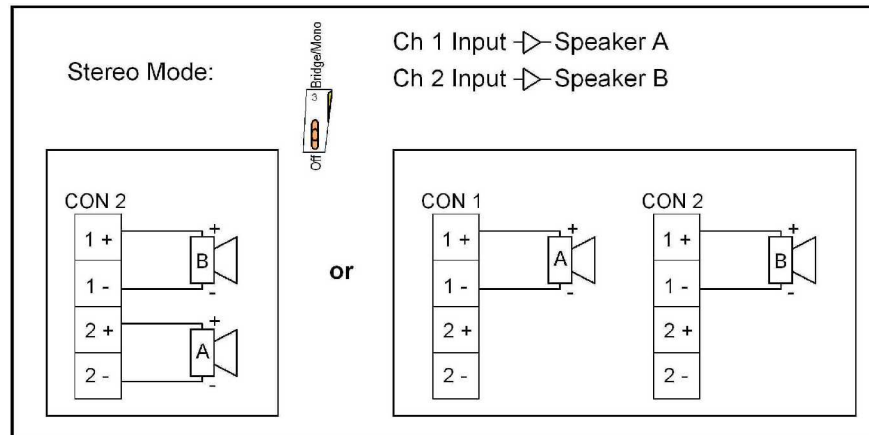 Stereo Mode:
Bridge/Mono
3
Off
Ch 1 Input Speaker A
Ch 2 Input Speaker B
CON 2
1 +
1 -
2 +
2 -
+
B
-
+
A
-
or
CON 1
1 +
1 -
2 +
2 -
+
A
-
CON 2
1 +
1 -
2 +
2 -
+
B
-